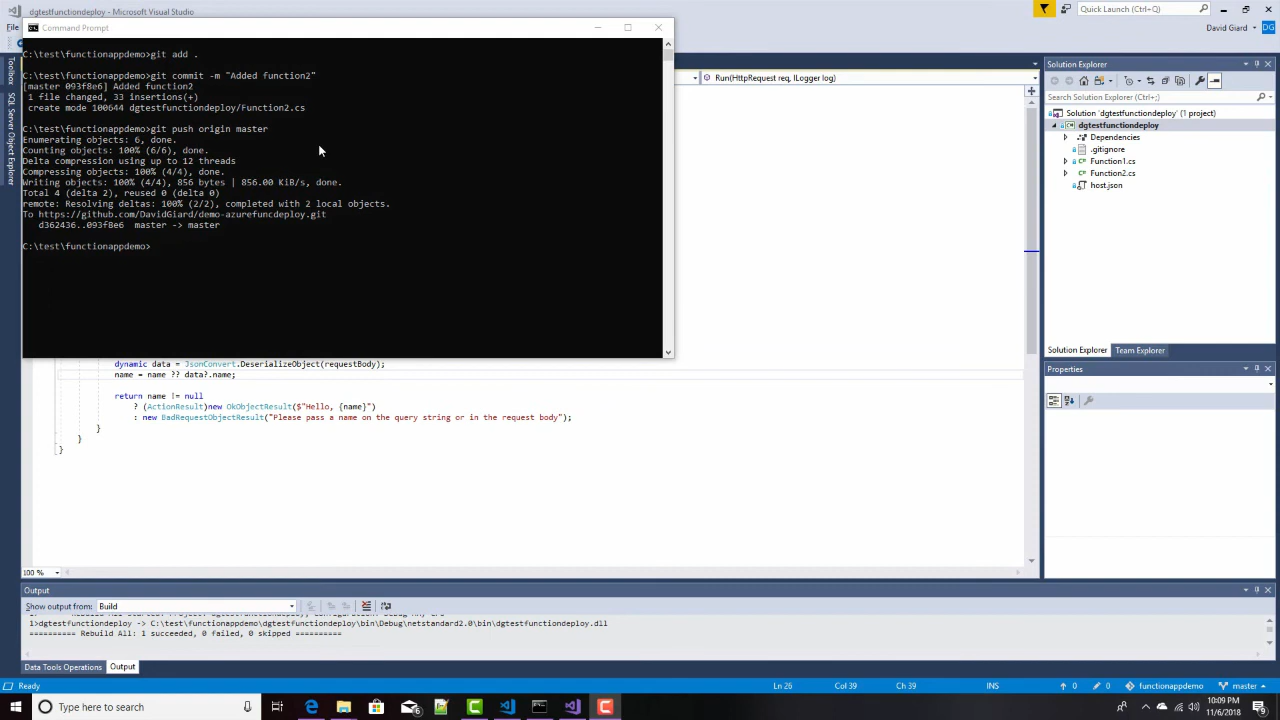 dgtestfunctiondeploy - Microsoft Visual Studio
Quick Launch (Ctrl+Q)
File
David Giard
DG
Command Prompt
C:\test\functionappdemo>git add .
C:\test\functionappdemo>git commit -m "Added function2"
[master 093f8e6] Added function2
1 file changed, 33 insertions(+)
create mode 100644 dgtestfunctiondeploy/Function2.cs
C:\test\functionappdemo>git push origin master
Enumerating objects: 6, done.
Counting objects: 100% (6/6), done.
Delta compression using up to 12 threads
Compressing objects: 100% (4/4), done.
Writing objects: 100% (4/4), 856 bytes | 856.00 KiB/s, done.
Total 4 (delta 2), reused 0 (delta 0)
remote: Resolving deltas: 100% (2/2), completed with 2 local objects.
To https://github.com/DavidGiard/demo-azurefuncdeploy.git
d362436..093f8e6 master -> master
C:\test\functionappdemo>
Toolbox
SQL Server Object Explorer
Run(HttpRequest req, ILogger log)
dynamic data = JsonConvert.DeserializeObject(requestBody);
name = name ?? data?.name;
return name != null
? (ActionResult)new OkObjectResult($"Hello, {name}")
: new BadRequestObjectResult("Please pass a name on the query string or in the request body");
}
}
}
100 %
Solution Explorer
Search Solution Explorer (Ctrl+;)
Solution 'dgtestfunctiondeploy' (1 project)
dgtestfunctiondeploy
Dependencies
.gitignore
Function1.cs
Function2.cs
host.json
Solution Explorer
Team Explorer
Properties
Output
Show output from: Build
1>dgtestfunctiondeploy -> C:\test\functionappdemo\dgtestfunctiondeploy\bin\Debug\netstandard2.0\bin\dgtestfunctiondeploy.dll
========== Rebuild All: 1 succeeded, 0 failed, 0 skipped ==========
Data Tools Operations
Output
Ready
Ln 26
Col 39
Ch 39
INS
0
0
functionappdemo
master
Type here to search
6
10:09 PM
11/6/2018